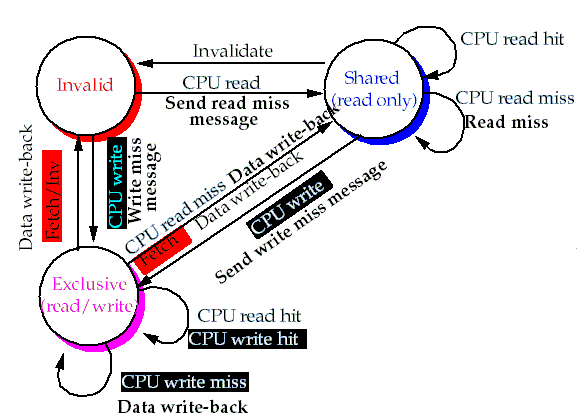 Invalidate
CPU read hit
Invalid
CPU read
Send read miss
message
Shared
(read only)
CPU read miss
Read miss
Data write-back
Fetch/Inv
CPU write
Write miss
message
CPU read miss Data write-back
Fetch Data write-back
CPU write
Send write miss message
Exclusive
(read/write)
CPU read hit
CPU write hit
CPU write miss
Data write-back